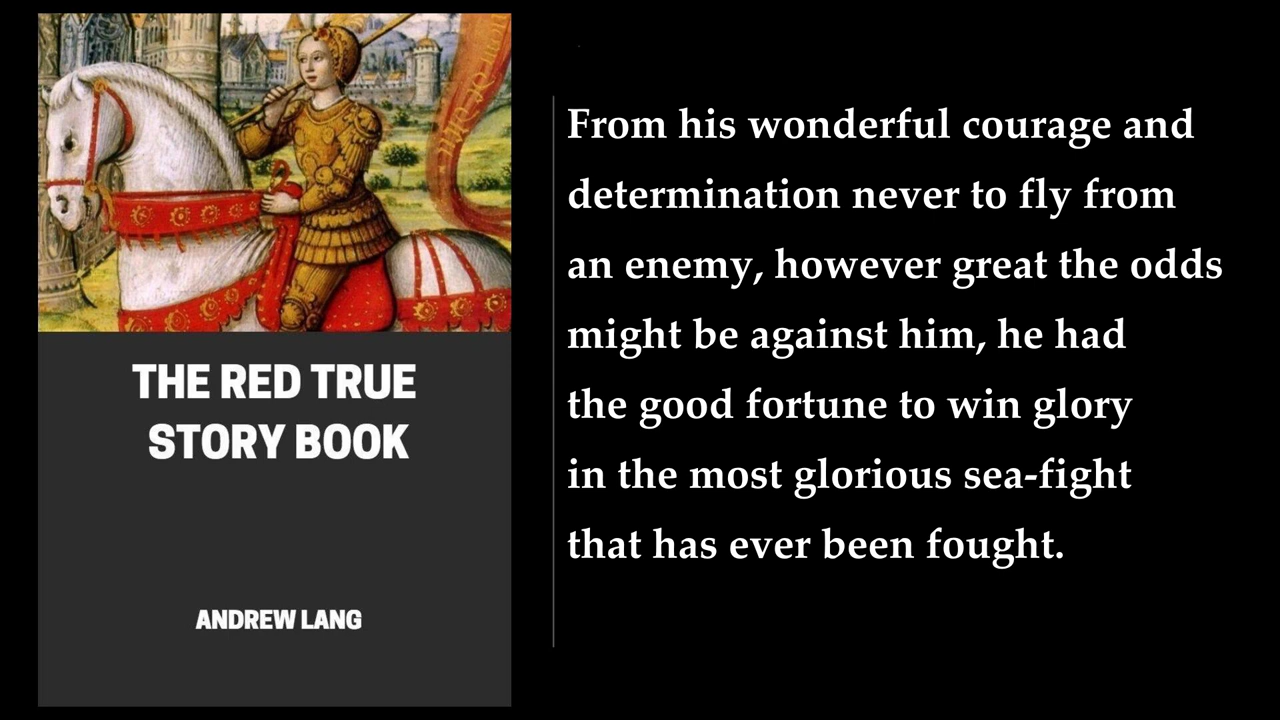 THE RED TRUE
STORY BOOK
ANDREW LANG
From his wonderful courage and
determination never to fly from
an enemy, however great the odds
might be against him, he had
the good fortune to win glory
in the most glorious sea-fight
that has ever been fought.